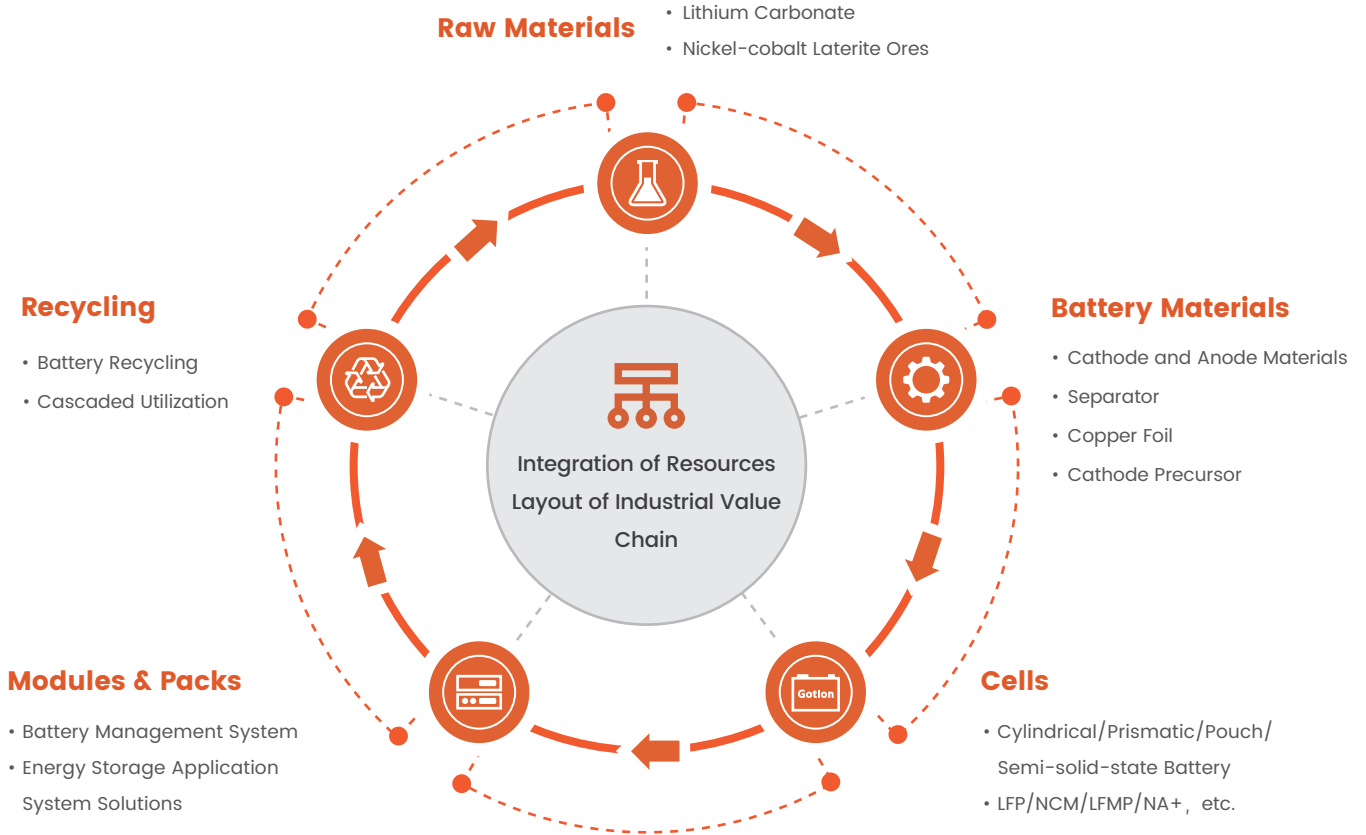 Raw Materials
• Lithium Carbonate
• Nickel-cobalt Laterite Ores
Recycling
• Battery Recycling
• Cascaded Utilization
Battery Materials
• Cathode and Anode Materials
• Separator
• Copper Foil
• Cathode Precursor
Integration of Resources
Layout of Industrial Value
Chain
Modules & Packs
• Battery Management System
• Energy Storage Application
System Solutions
Gotion
Cells
• Cylindrical/Prismatic/Pouch/
Semi-solid-state Battery
• LFP/NCM/LFMP/NA+, etc.